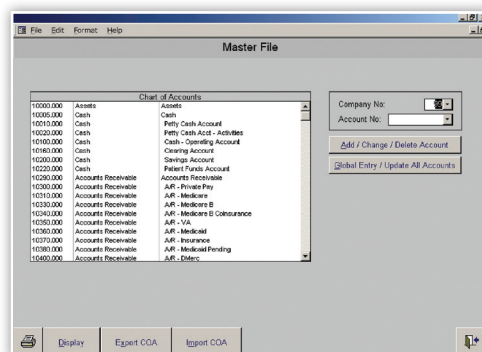 File Edit Format Help
Master File
Chart of Accounts
10000.000 Assets Assets
10005.000 Cash Cash
10010.000 Cash Petty Cash Account
10020.000 Cash Petty Cash Acct - Activities
10100.000 Cash Cash - Operating Account
10160.000 Cash Clearing Account
10200.000 Cash Savings Account
10220.000 Cash Patient Funds Account
10290.000 Accounts Receivable Accounts Receivable
10300.000 Accounts Receivable A/R - Private Pay
10310.000 Accounts Receivable A/R - Medicare
10330.000 Accounts Receivable A/R - Medicare B
10340.000 Accounts Receivable A/R - Medicare B Coinsurance
10350.000 Accounts Receivable A/R - VA
10360.000 Accounts Receivable A/R - Medicaid
10370.000 Accounts Receivable A/R - Insurance
10380.000 Accounts Receivable A/R - Medicaid Pending
10400.000 Accounts Receivable A/R - DMerc
Company No:
Account No:
Add / Change / Delete Account
Global Entry / Update All Accounts
Display Export COA Import COA